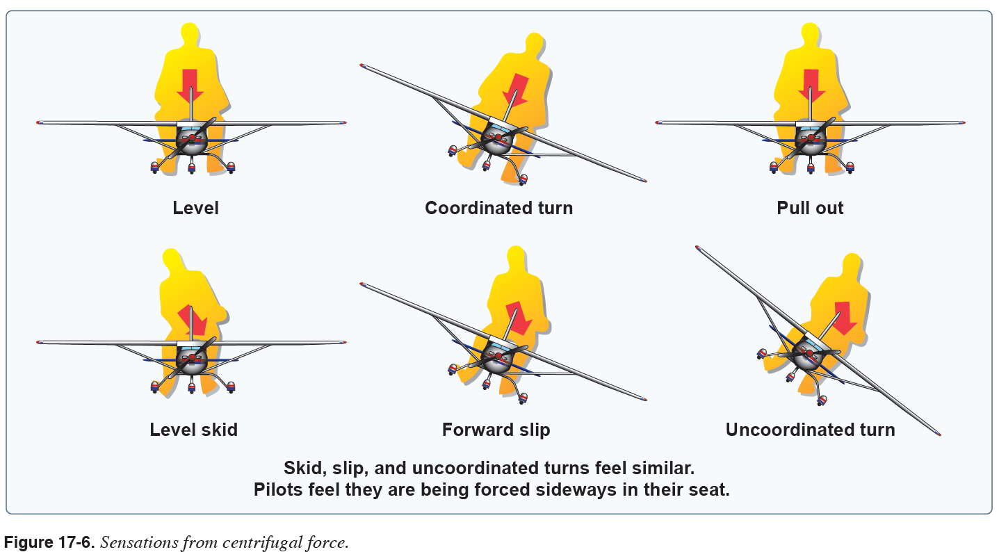 Level
Coordinated turn
Pull out
Level skid
Forward slip
Uncoordinated turn
Skid, slip, and uncoordinated turns feel similar.
Pilots feel they are being forced sideways in their seat.
Figure 17-6. Sensations from centrifugal force.